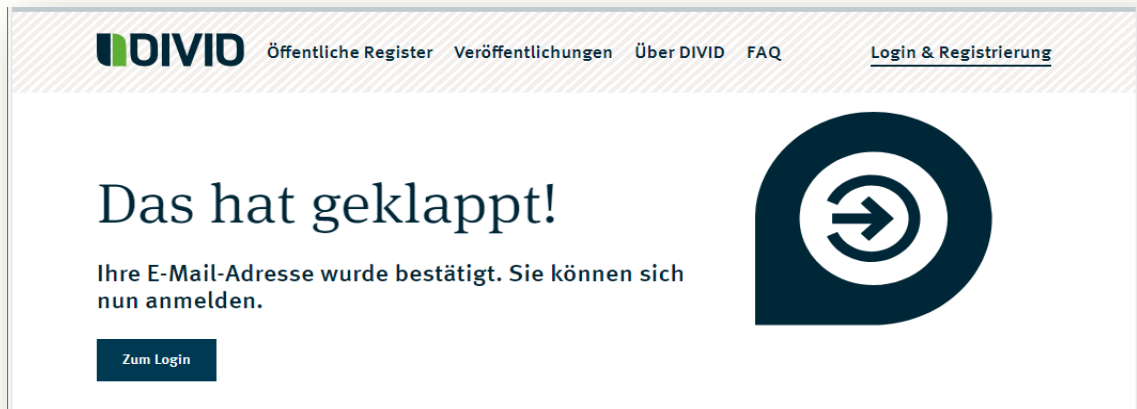 DIVID Öffentliche Register Veröffentlichungen Über DIVID FAQ Login & Registrierung
Das hat geklappt!
Ihre E-Mail-Adresse wurde bestätigt. Sie können sich
nun anmelden.
Zum Login